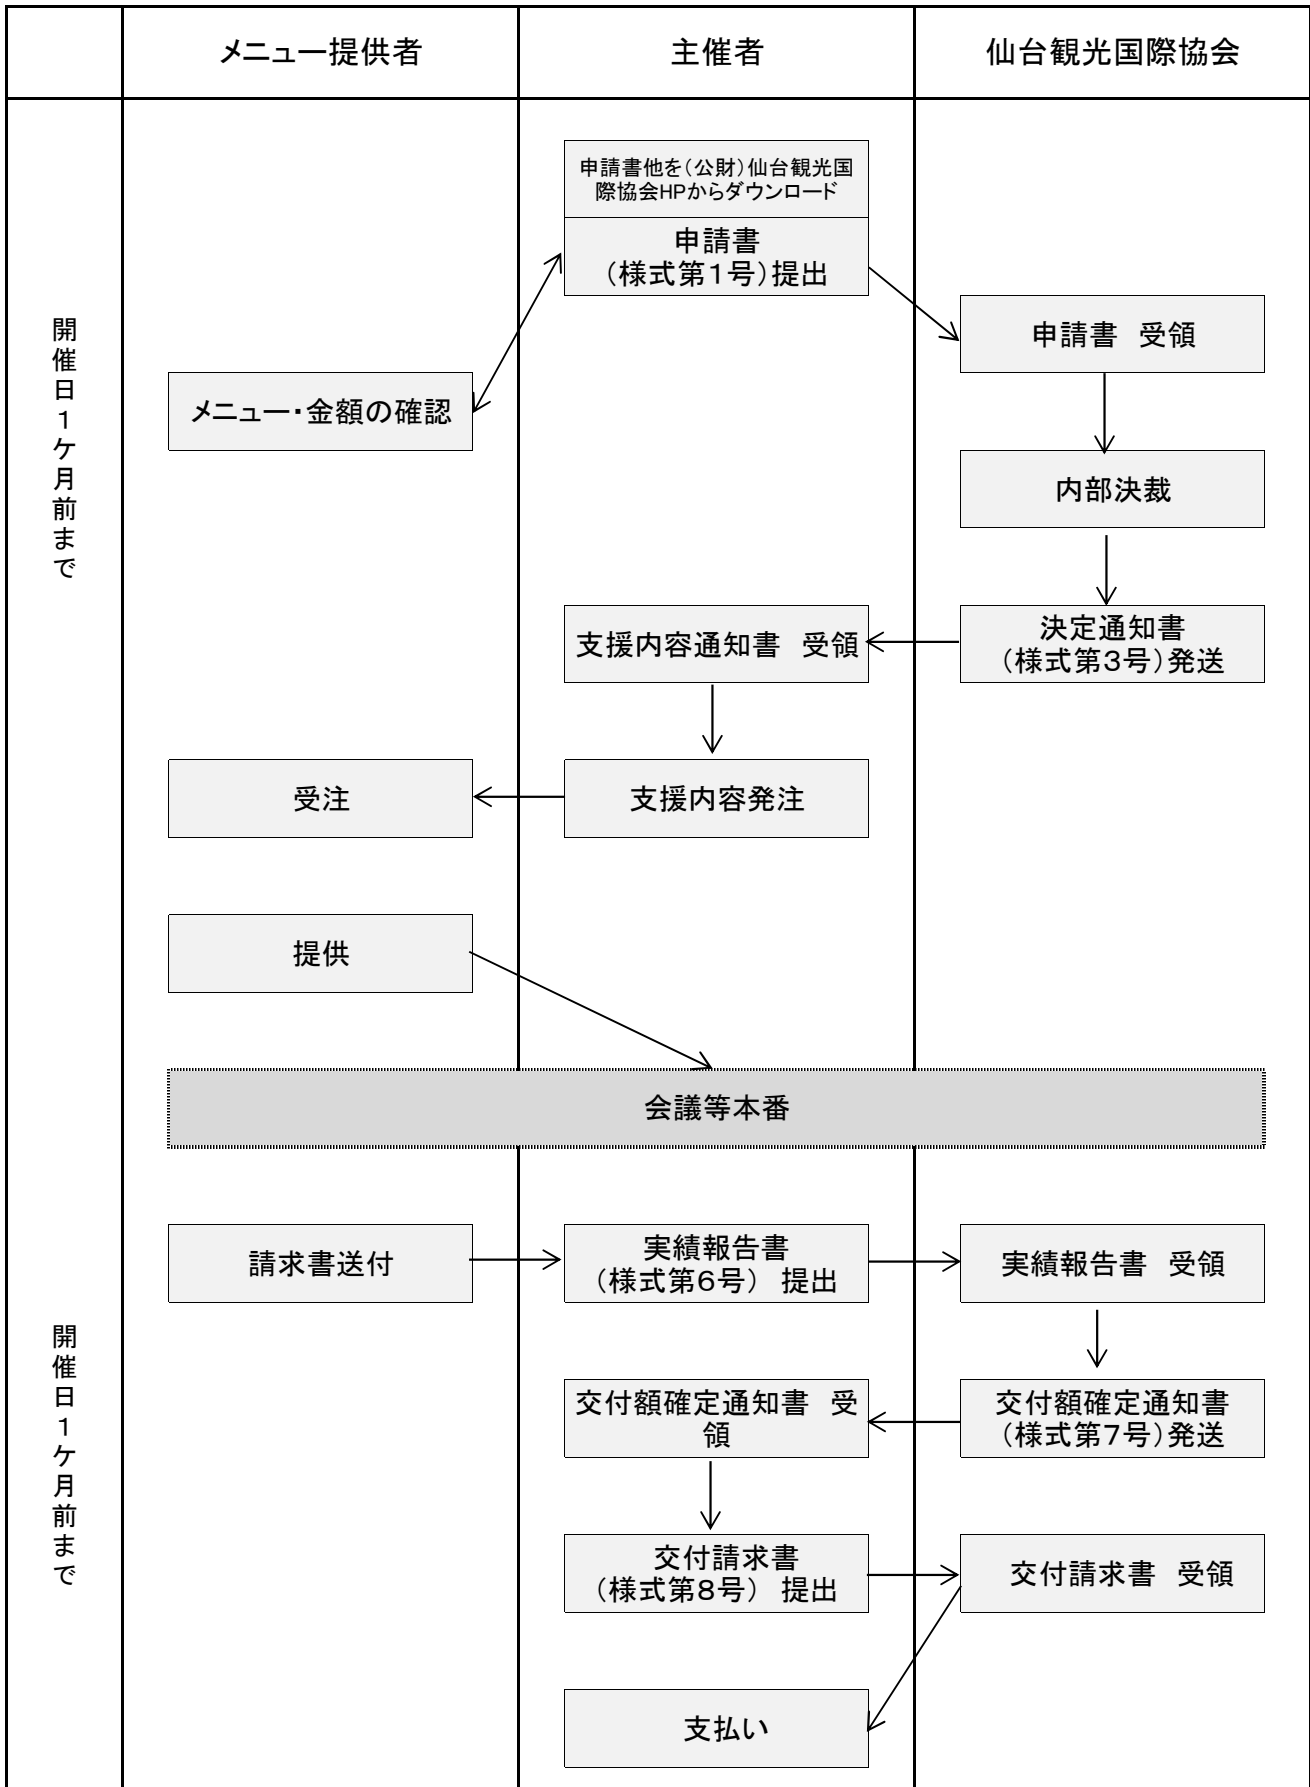 メニュー提供者
主催者
仙台観光国際協会
開催日1ケ月前まで
申請書他を(公財)仙台観光国
際協会HPからダウンロード
申請書
(様式第1号)提出
申請書 受領
メニュー・金額の確認
内部決裁
決定通知書
(様式第3号)発送
支援内容通知書 受領
支援内容発注
受注
提供
会議等本番
開催日1ケ月前まで
請求書送付
実績報告書
(様式第6号) 提出
実績報告書 受領
交付額確定通知書 受
領
交付額確定通知書
(様式第7号)発送
交付請求書
(様式第8号) 提出
交付請求書 受領
支払い